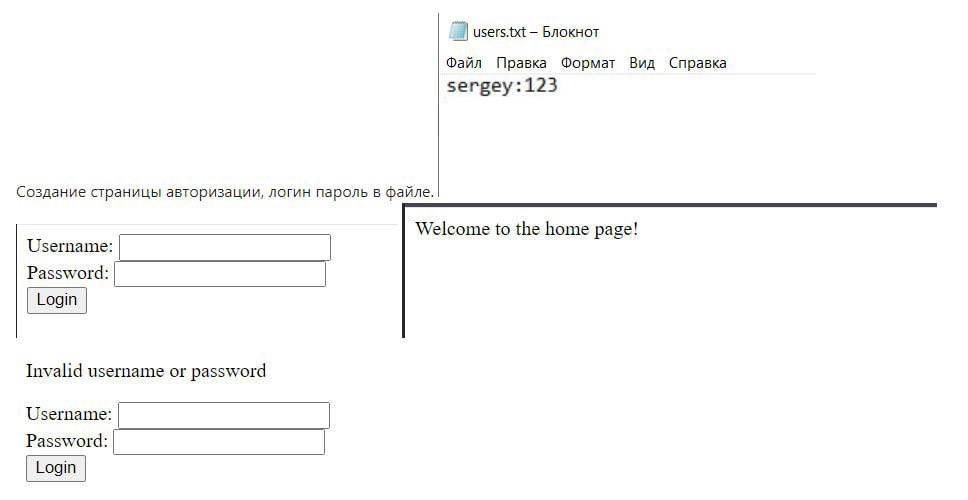 users.txt – Блокнот
Файл Правка Формат Вид Справка
sergey:123
Создание страницы авторизации, логин пароль в файле.
Username:
Password:
Login
Welcome to the home page!
Invalid username or password
Username:
Password:
Login